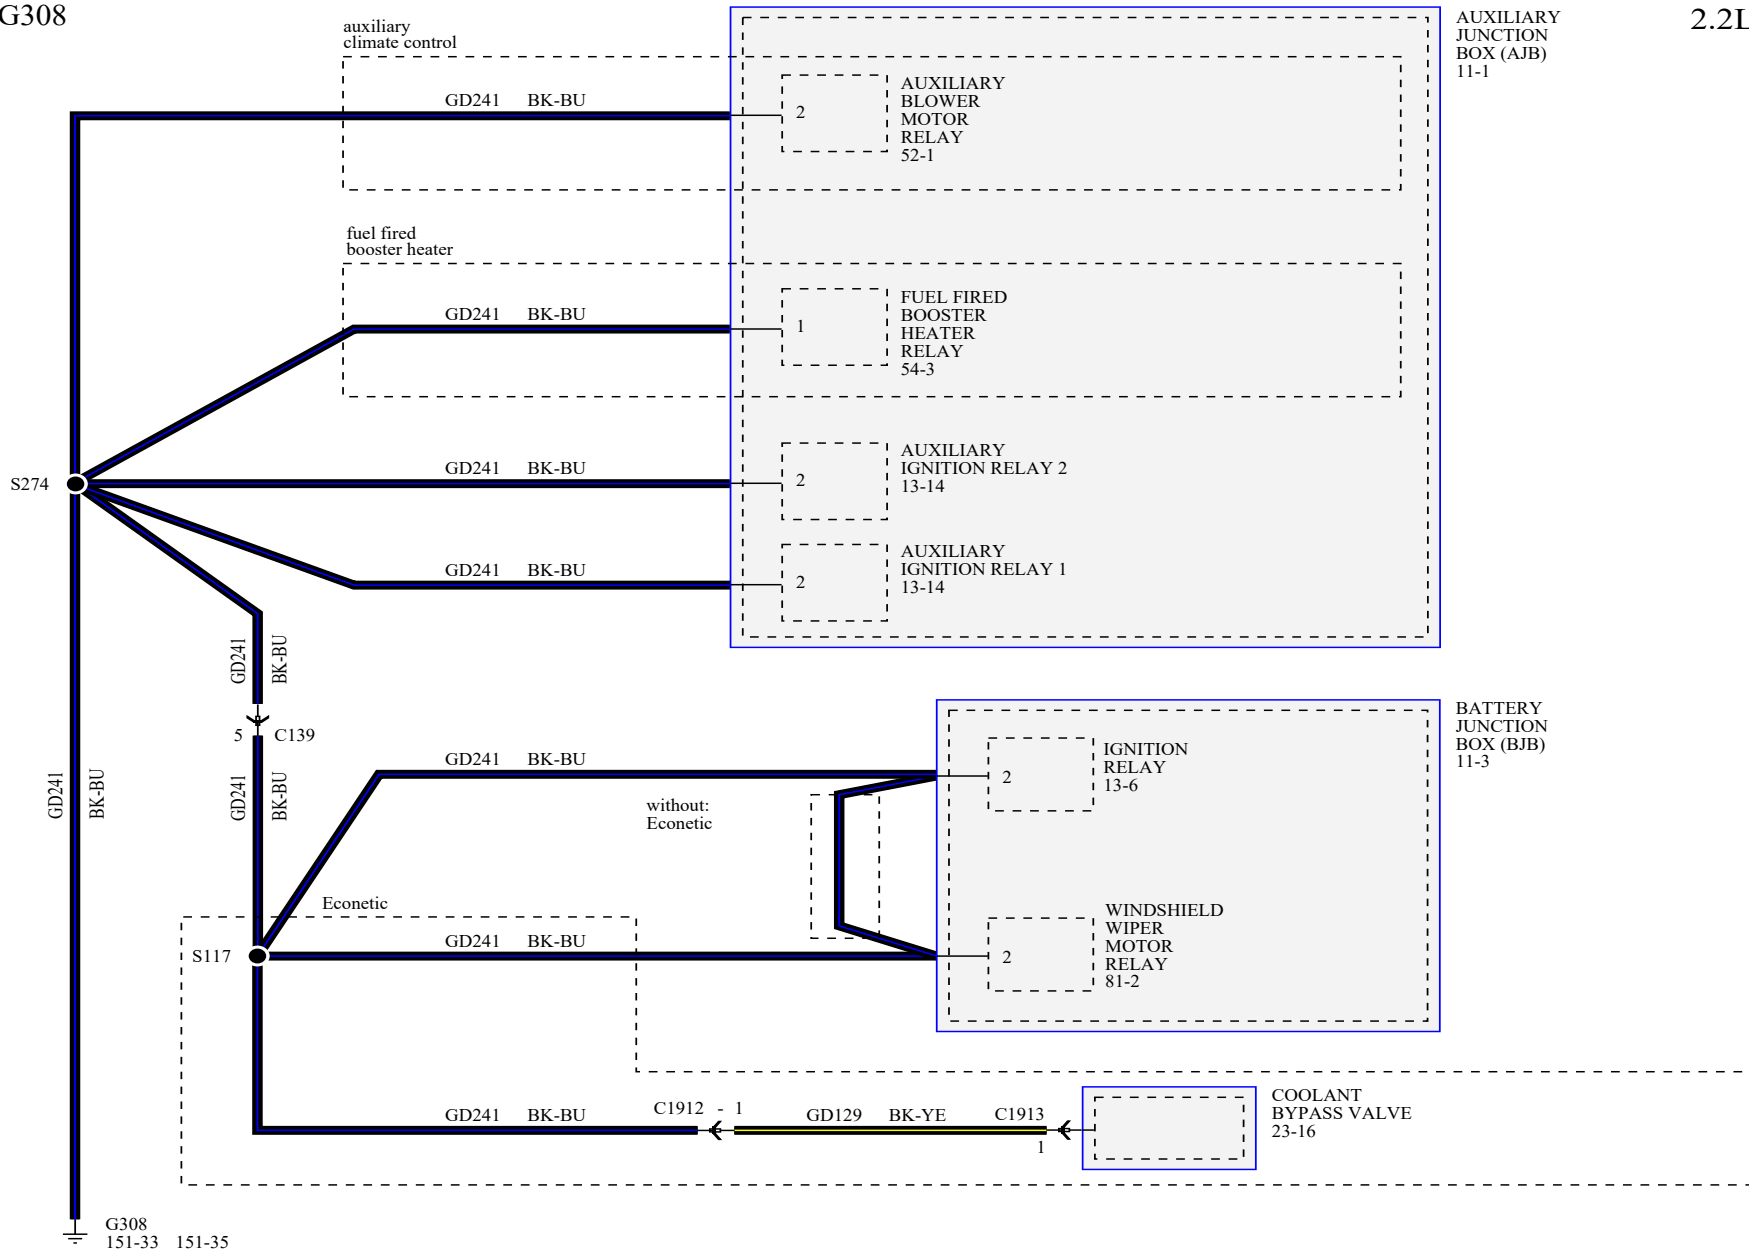 G308
2.2L
auxiliary
climate control
AUXILIARY
JUNCTION
BOX (AJB)
11-1
GD241 BK-BU
2
AUXILIARY
BLOWER
MOTOR
RELAY
52-1
fuel fired
booster heater
GD241 BK-BU
1
FUEL FIRED
BOOSTER
HEATER
RELAY
54-3
S274
GD241 BK-BU
2
AUXILIARY
IGNITION RELAY 2
13-14
GD241 BK-BU
2
AUXILIARY
IGNITION RELAY 1
13-14
GD241
BK-BU
5 C139
GD241
BK-BU
GD241
BK-BU
BATTERY
JUNCTION
BOX (BJB)
11-3
GD241 BK-BU
2
IGNITION
RELAY
13-6
without:
Econetic
Econetic
S117
GD241 BK-BU
2
WINDSHIELD
WIPER
MOTOR
RELAY
81-2
GD241 BK-BU
C1912 - 1
GD129 BK-YE
C1913
1
COOLANT
BYPASS VALVE
23-16
G308
151-33 151-35